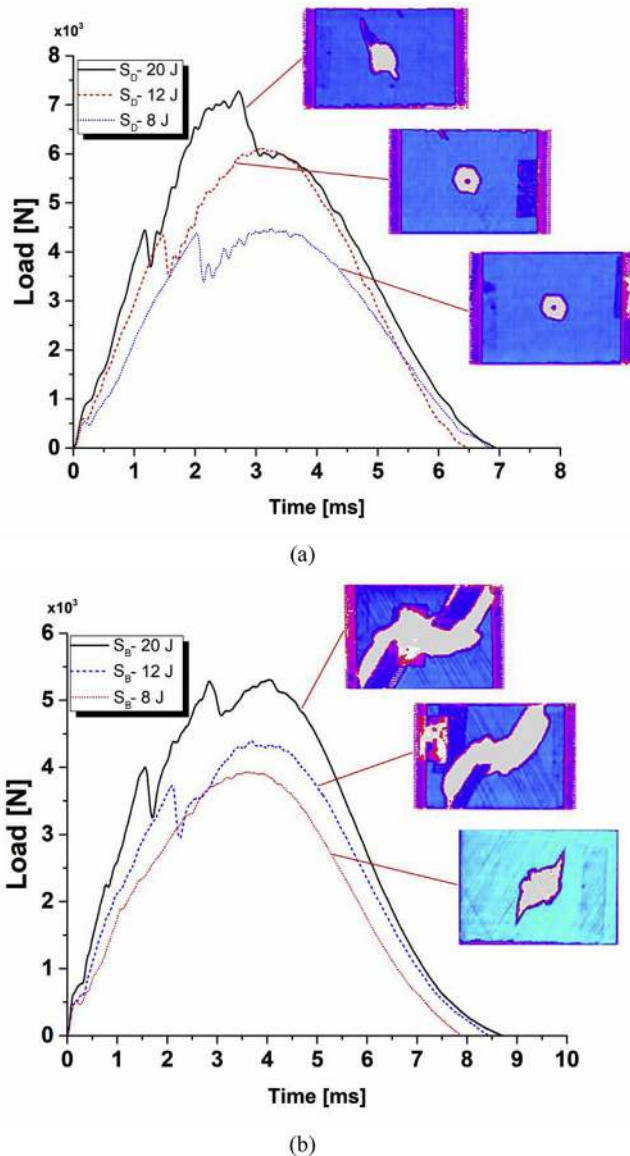 x10³
8
7
6
5
4
3
2
1
0
Load [N]
S_D- 20 J
S_D- 12 J
S_D- 8 J
0 1 2 3 4 5 6 7 8
Time [ms]
(a)
x10³
6
5
4
3
2
1
0
Load [N]
S_B- 20 J
S_B- 12 J
S_B- 8 J
0 1 2 3 4 5 6 7 8 9 10
Time [ms]
(b)